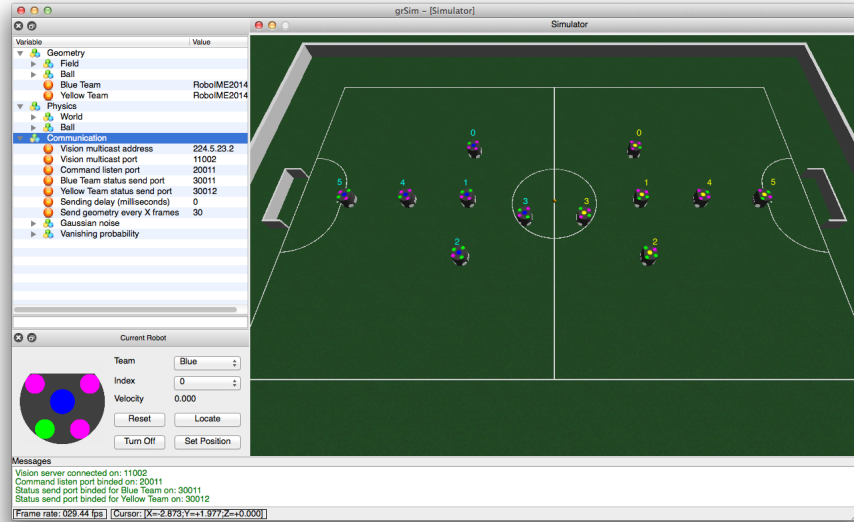 grSim - [Simulator]
Simulator
Variable Value
Geometry
Field
Ball
Blue Team RoboIME2014
Yellow Team RoboIME2014
Physics
World
Ball
Communication
Vision multicast address 224.5.23.2
Vision multicast port 11002
Command listen port 20011
Blue Team status send port 30011
Yellow Team status send port 30012
Sending delay (milliseconds) 0
Send geometry every X frames 30
Gaussian noise
Vanishing probability
0 0
5 4 1 1 4 5
3 3
2 2
Current Robot
Team Blue
Index 0
Velocity 0.000
Reset Locate
Turn Off Set Position
Messages
Vision server connected on: 11002
Command listen port binded on: 20011
Status send port binded for Blue Team on: 30011
Status send port binded for Yellow Team on: 30012
Frame rate: 029.44 fps Cursor: [X=-2.873;Y=+1.977;Z=+0.000]